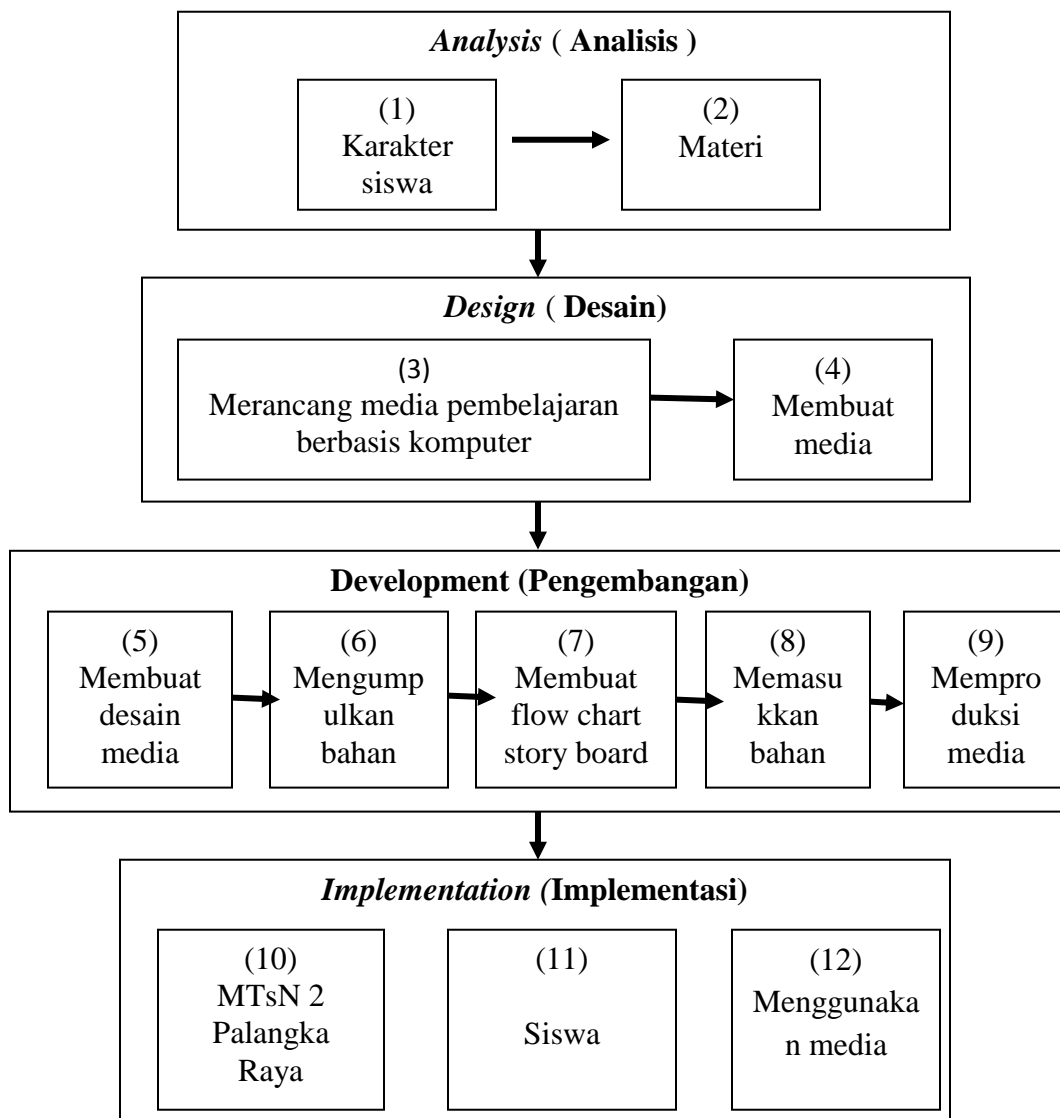 Analysis ( Analisis )
(1)
Karakter
siswa
(2)
Materi
Design ( Desain)
(3)
Merancang media pembelajaran
berbasis komputer
(4)
Membuat
media
Development (Pengembangan)
(5)
Membuat
desain
media
(6)
Mengump
ulkan
bahan
(7)
Membuat
flow chart
story board
(8)
Memasu
kkan
bahan
(9)
Mempro
duksi
media
Implementation (Implementasi)
(10)
MTsN 2
Palangka
Raya
(11)
Siswa
(12)
Menggunaka
n media